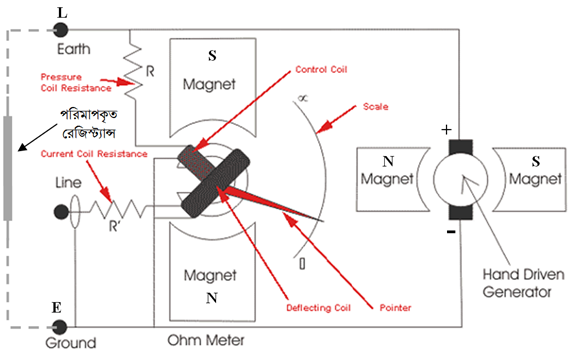 L
Earth
Pressure
Coil Resistance
R
S
Magnet
Control Coil
∝
Scale
পরিমাপকৃত
রেজিস্ট্যান্স
Current Coil Resistance
Line
R'
+
N
Magnet
S
Magnet
-
Hand Driven
Generator
Magnet
N
Deflecting Coil
Pointer
E
Ground
Ohm Meter